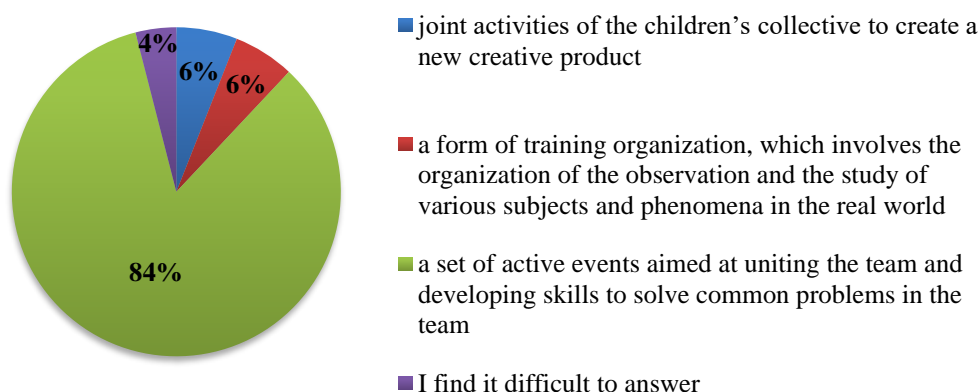 4%
6%
6%
84%
joint activities of the children’s collective to create a
new creative product
a form of training organization, which involves the
organization of the observation and the study of
various subjects and phenomena in the real world
a set of active events aimed at uniting the team and
developing skills to solve common problems in the
team
I find it difficult to answer